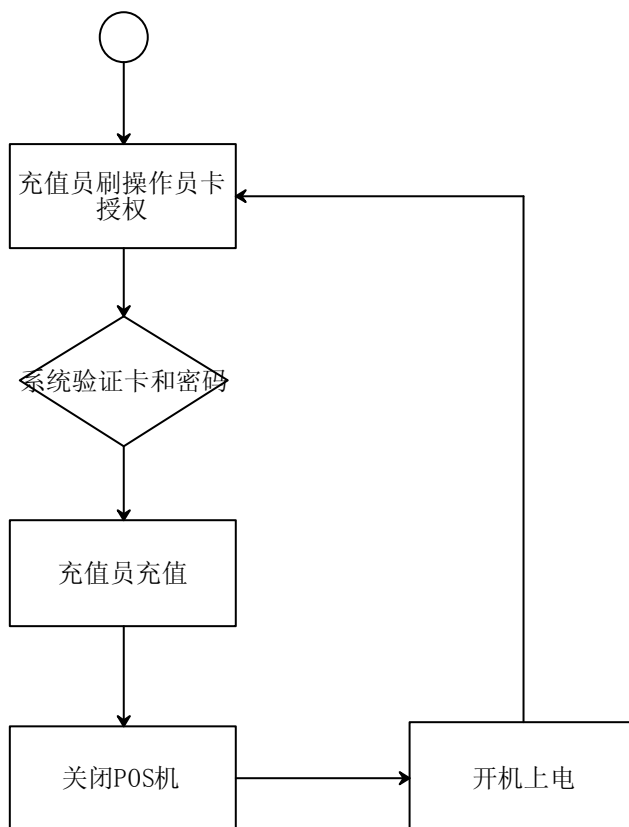 充值员刷操作员卡
授权
系统验证卡和密码
充值员充值
关闭POS机
开机上电